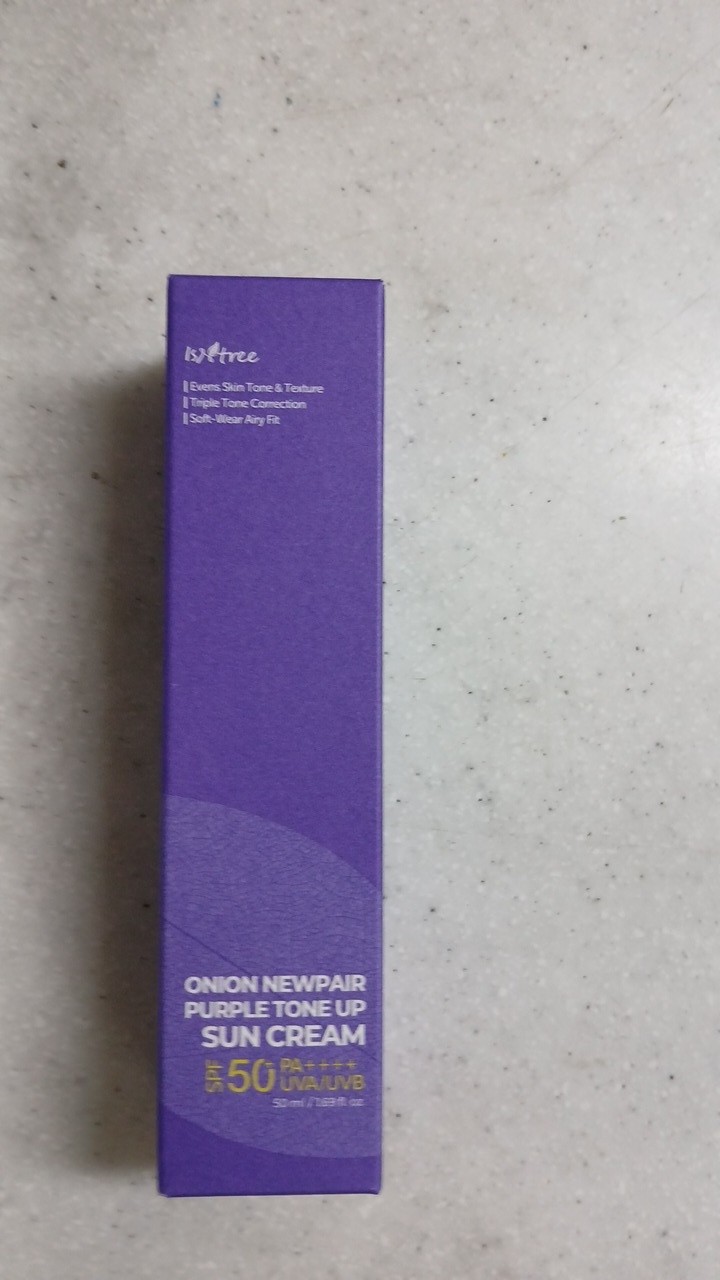 Isntree
Evens Skin Tone & Texture
Triple Tone Correction
Soft-Wear Airy Fit
ONION NEWPAIR
PURPLE TONE UP
SUN CREAM
SPF 50+ PA++++
UVA/UVB
50 ml / 1.69 fl. oz.